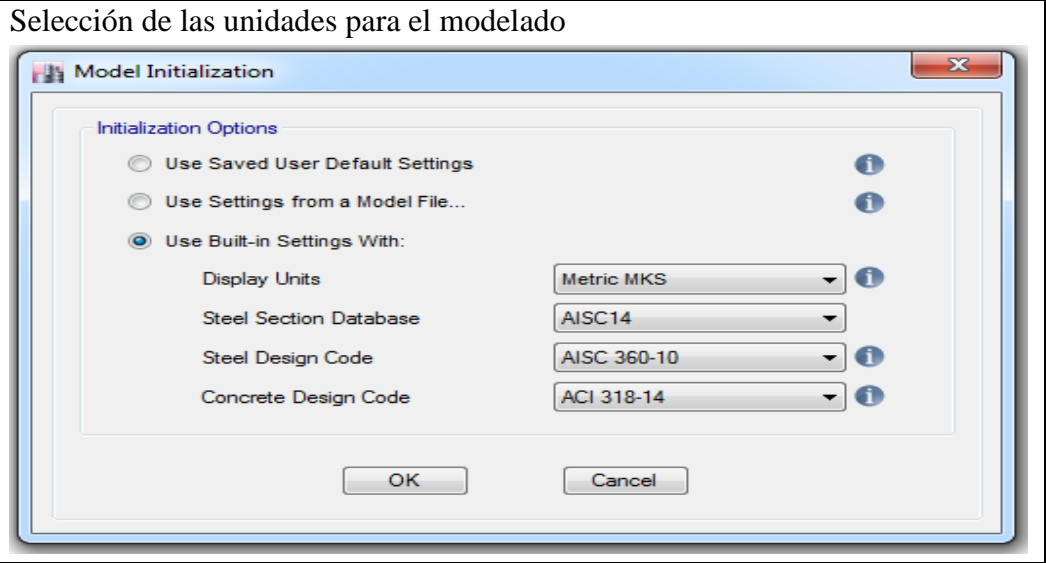 Selección de las unidades para el modelado
Model Initialization
Initialization Options
Use Saved User Default Settings
Use Settings from a Model File...
Use Built-in Settings With:
Display Units Metric MKS
Steel Section Database AISC14
Steel Design Code AISC 360-10
Concrete Design Code ACI 318-14
OK Cancel